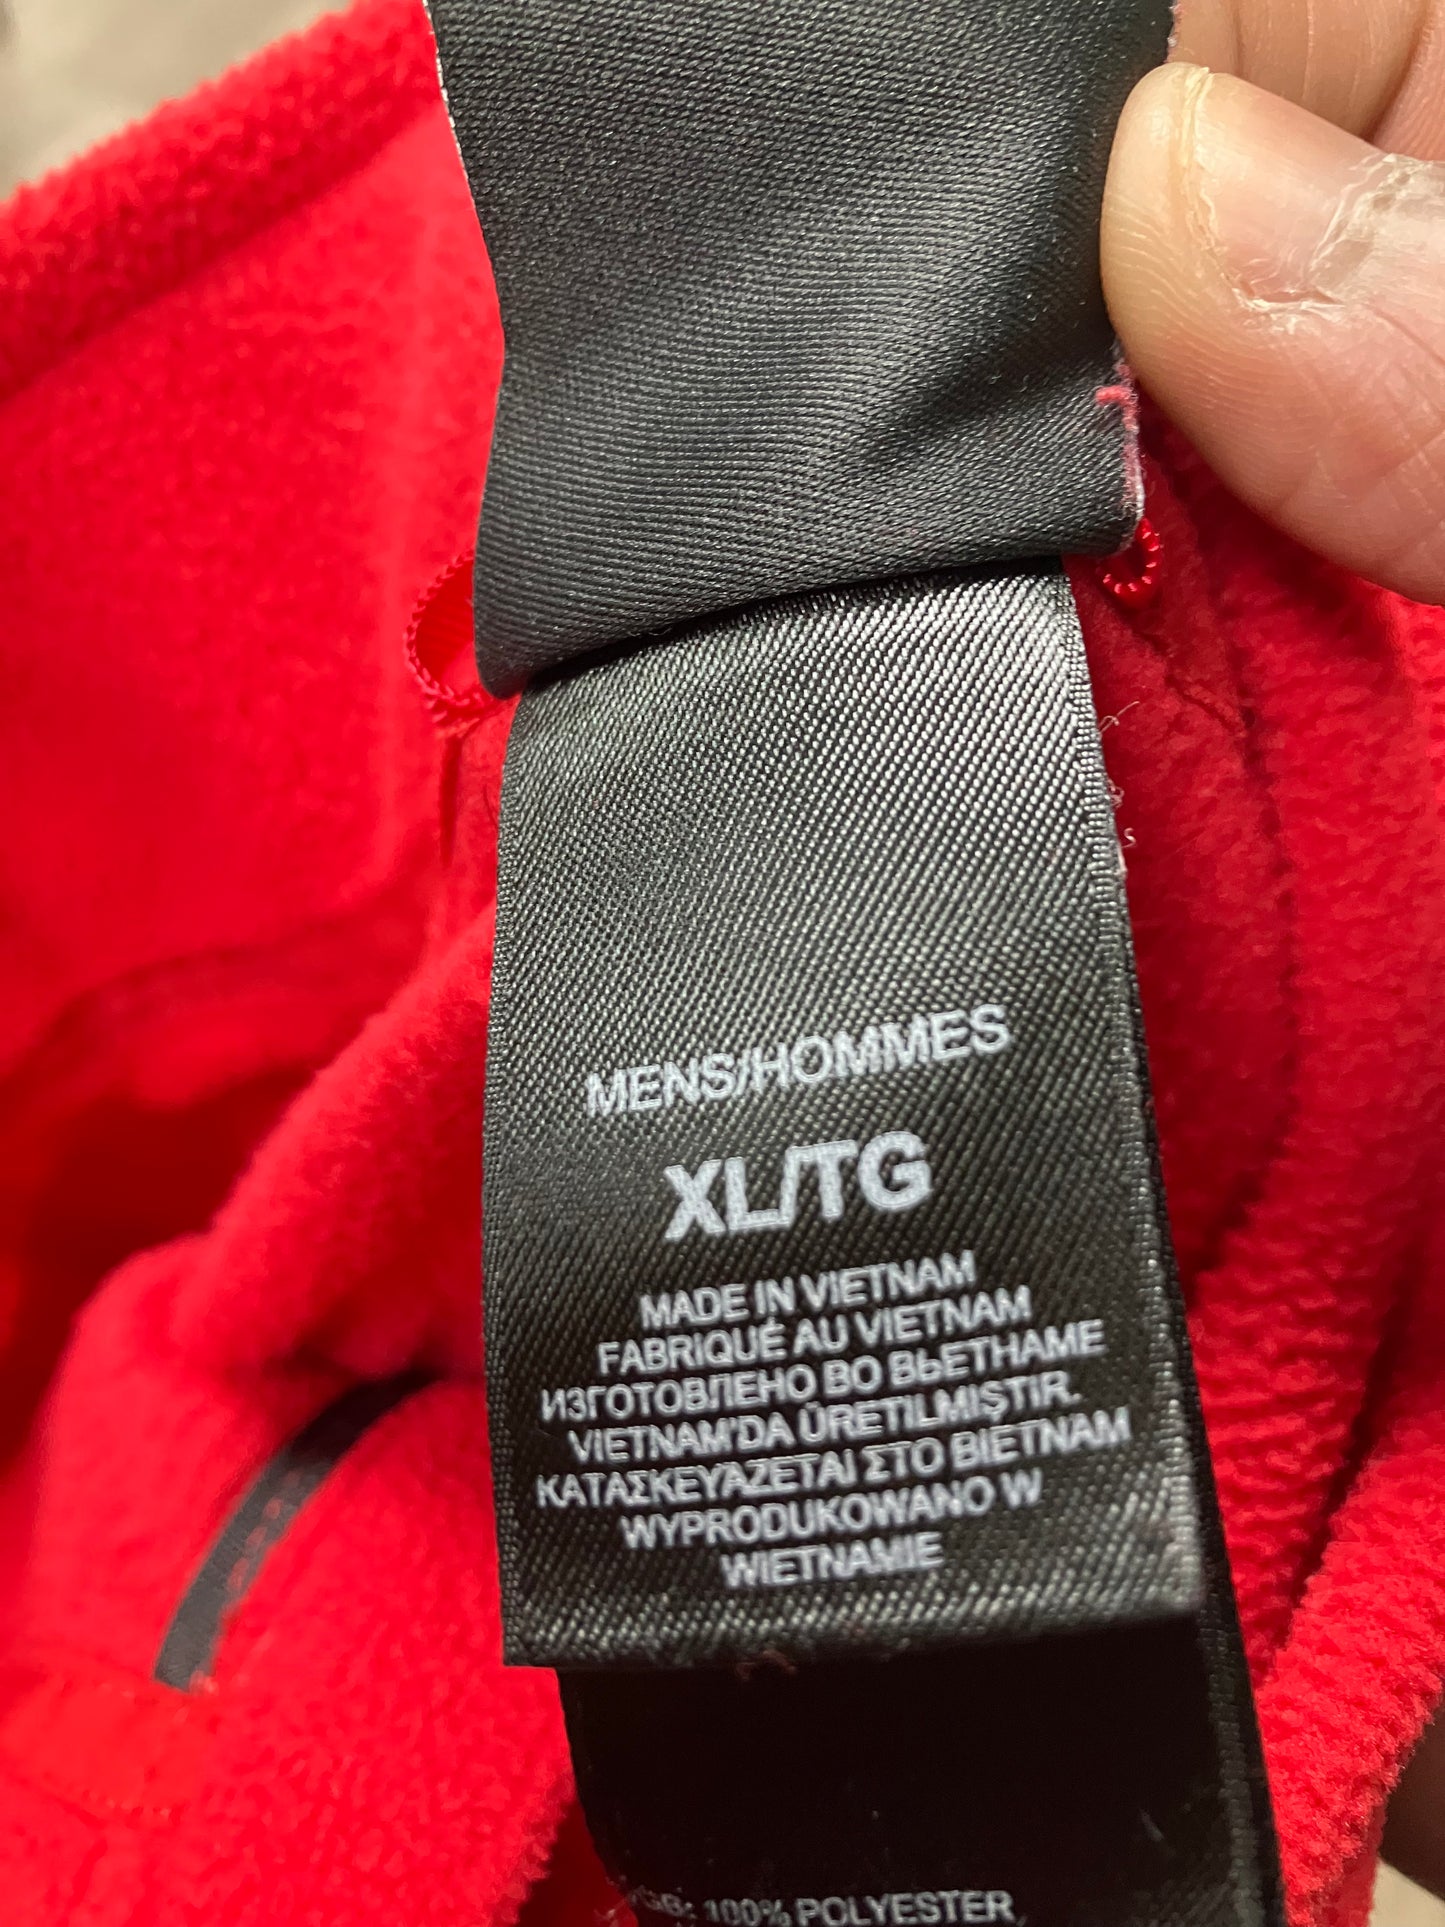 MENS/HOMMES
XL/TG
MADE IN VIETNAM
FABRIQUÉ AU VIETNAM
ИЗГОТОВЛЕНО ВО ВЬЕТНАМЕ
VIETNAM'DA ÜRETILMIŞTIR.
ΚΑΤΑΣΚΕΥΆΖΕΤΑΙ ΣΤΟ ΒΙΕΤΝΑΜ
WYPRODUKOWANO W
WIETNAMIE
100% POLYESTER